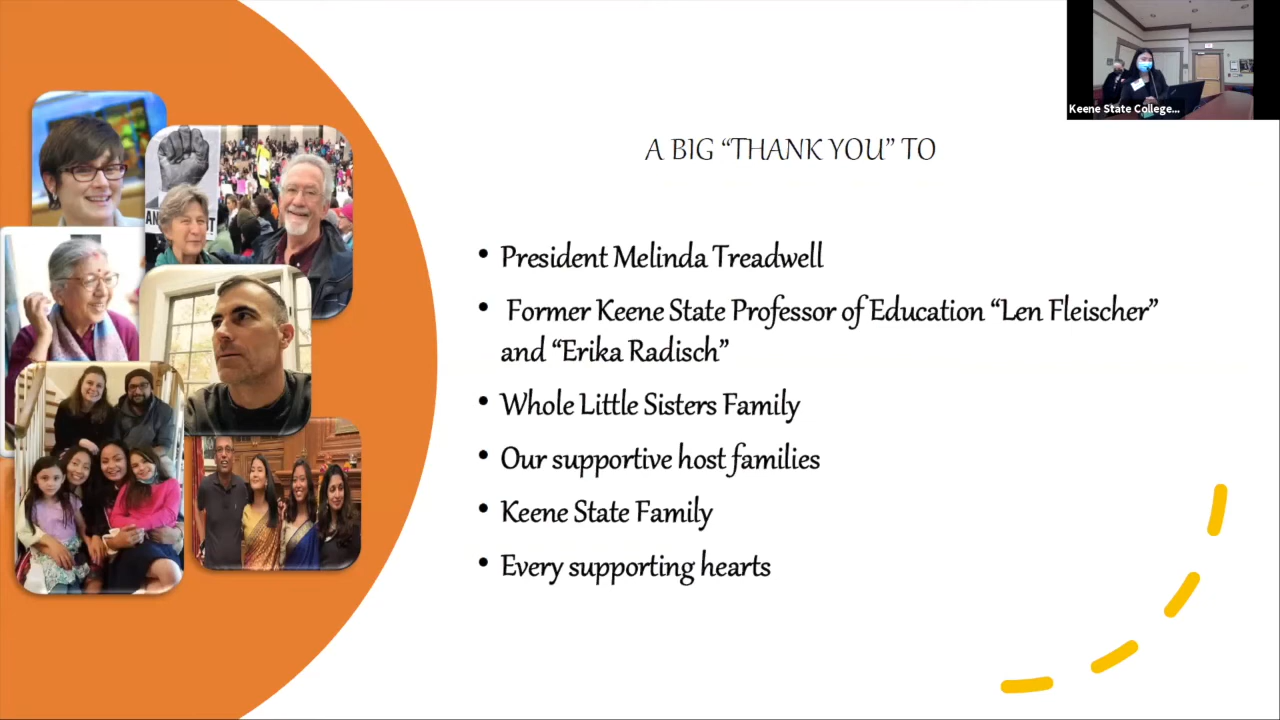 Keene State College...
A BIG “THANK YOU” TO
• President Melinda Treadwell
• Former Keene State Professor of Education “Len Fleischer”
and “Erika Radisch”
• Whole Little Sisters Family
• Our supportive host families
• Keene State Family
• Every supporting hearts